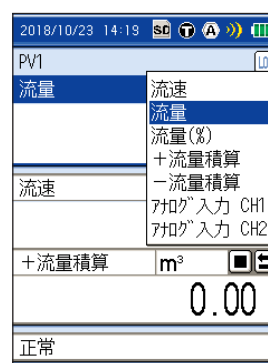 2018/10/23 14:19 SD T A
PV1 LO
流量
流速
流量
流量(%)
＋流量積算
－流量積算
ｱﾅﾛｸﾞ入力 CH1
ｱﾅﾛｸﾞ入力 CH2
流速
＋流量積算 m³
0.00
正常